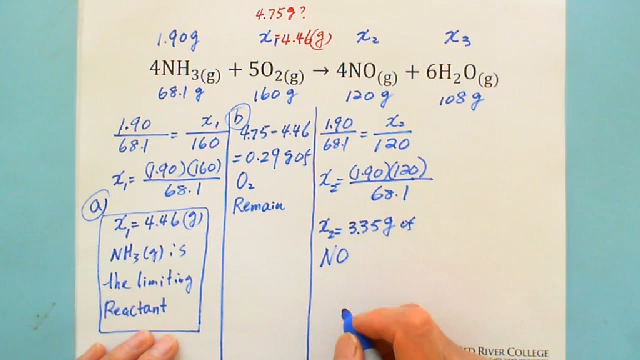 4.75g?
1.90g x₁=4.46(g) x₂ x₃
4NH₃(g) + 5O₂(g) → 4NO(g) + 6H₂O(g)
68.1 g 160 g 120 g 108 g
1.90/68.1 = x₁/160
x₁ = (1.90)(160)/68.1
a)
x₁ = 4.46(g)
NH₃(g) is
the limiting
Reactant
b)
4.75-4.46
=0.29g of
O₂
Remain
1.90/68.1 = x₂/120
x₂ = (1.90)(120)/68.1
x₂ = 3.35g of
NO
RIVER COLLEGE